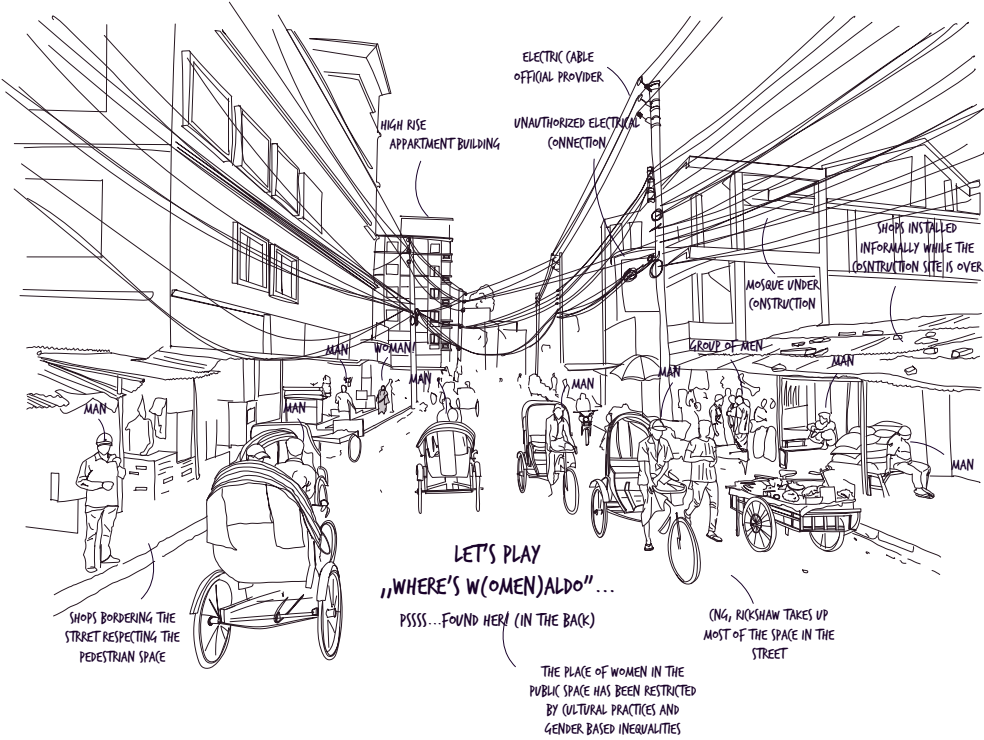 ELECTRIC CABLE
OFFICIAL PROVIDER
HIGH RISE
APPARTMENT BUILDING
UNAUTHORIZED ELECTRICAL
CONNECTION
SHOPS INSTALLED
INFORMALLY WHILE THE
COSNTRUCTION SITE IS OVER
MOSQUE UNDER
CONSTRUCTION
MAN
WOMAN!
GROUP OF MEN
MAN
MAN
MAN
MAN
MAN
MAN
MAN
LET'S PLAY
,,WHERE'S W(OMEN)ALDO”...
PSSSS...FOUND HER! (IN THE BACK)
SHOPS BORDERING THE
STRRET RESPECTING THE
PEDESTRIAN SPACE
CNG, RICKSHAW TAKES UP
MOST OF THE SPACE IN THE
STREET
THE PLACE OF WOMEN IN THE
PUBLIC SPACE HAS BEEN RESTRICTED
BY CULTURAL PRACTICES AND
GENDER BASED INEQUALITIES